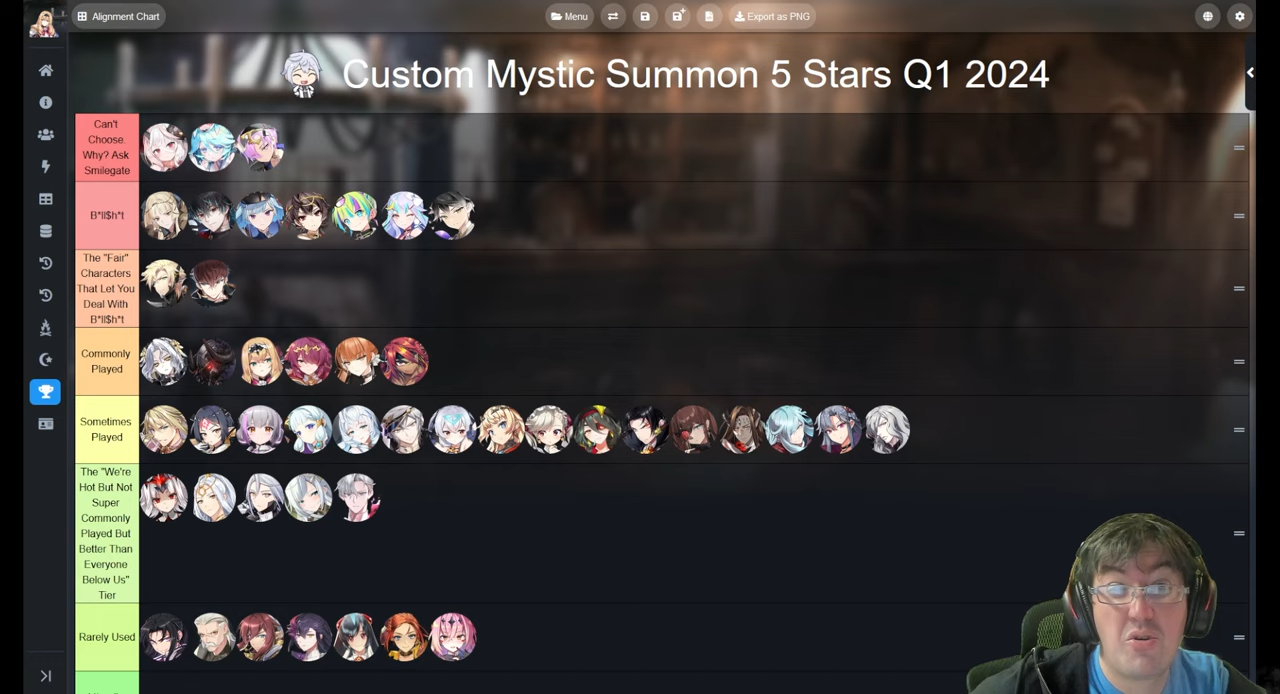 Alignment Chart
Menu
Export as PNG
Custom Mystic Summon 5 Stars Q1 2024
Can't
Choose.
Why? Ask
Smilegate
B*ll$h*t
The "Fair"
Characters
That Let You
Deal With
B*ll$h*t
Commonly
Played
Sometimes
Played
The "We're
Hot But Not
Super
Commonly
Played But
Better Than
Everyone
Below Us"
Tier
Rarely Used